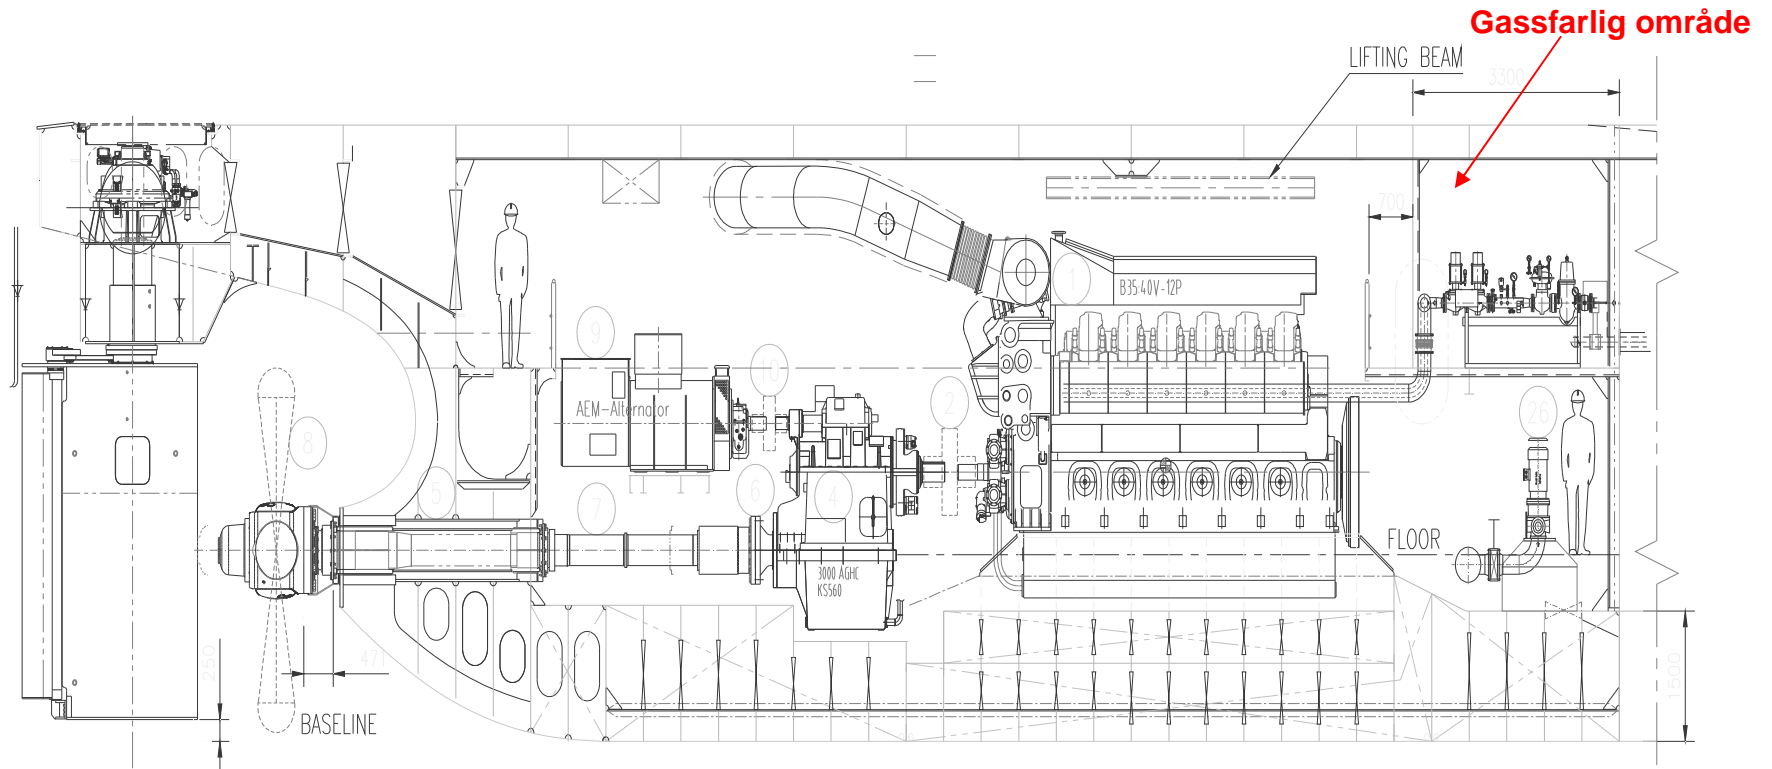 Gassfarlig område
LIFTING BEAM
3300
700
1
B35:40V-12P
9
10
AEM-Alternator
2
26
8
5
7
6
4
FLOOR
3000 AGHC
KS560
471
250
1500
BASELINE